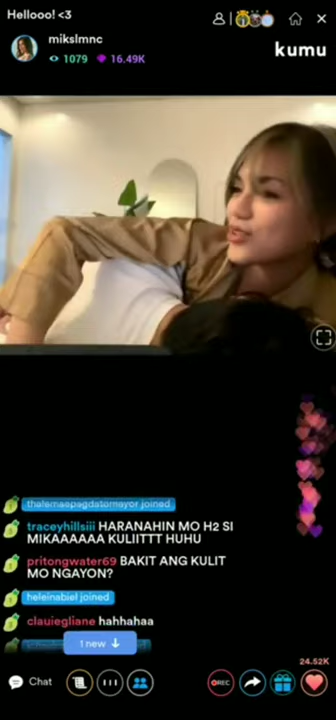 Hellooo! <3
mikslmnc
1079 16.49K
kumu
thalemaepagdatomayor joined
traceyhillsiii HARANAHIN MO H2 SI
MIKAAAAAA KULIITTT HUHU
pritongwater69 BAKIT ANG KULIT
MO NGAYON?
heleinabiel joined
clauiegliane hahhahaa
1 new
24.52K
Chat
REC